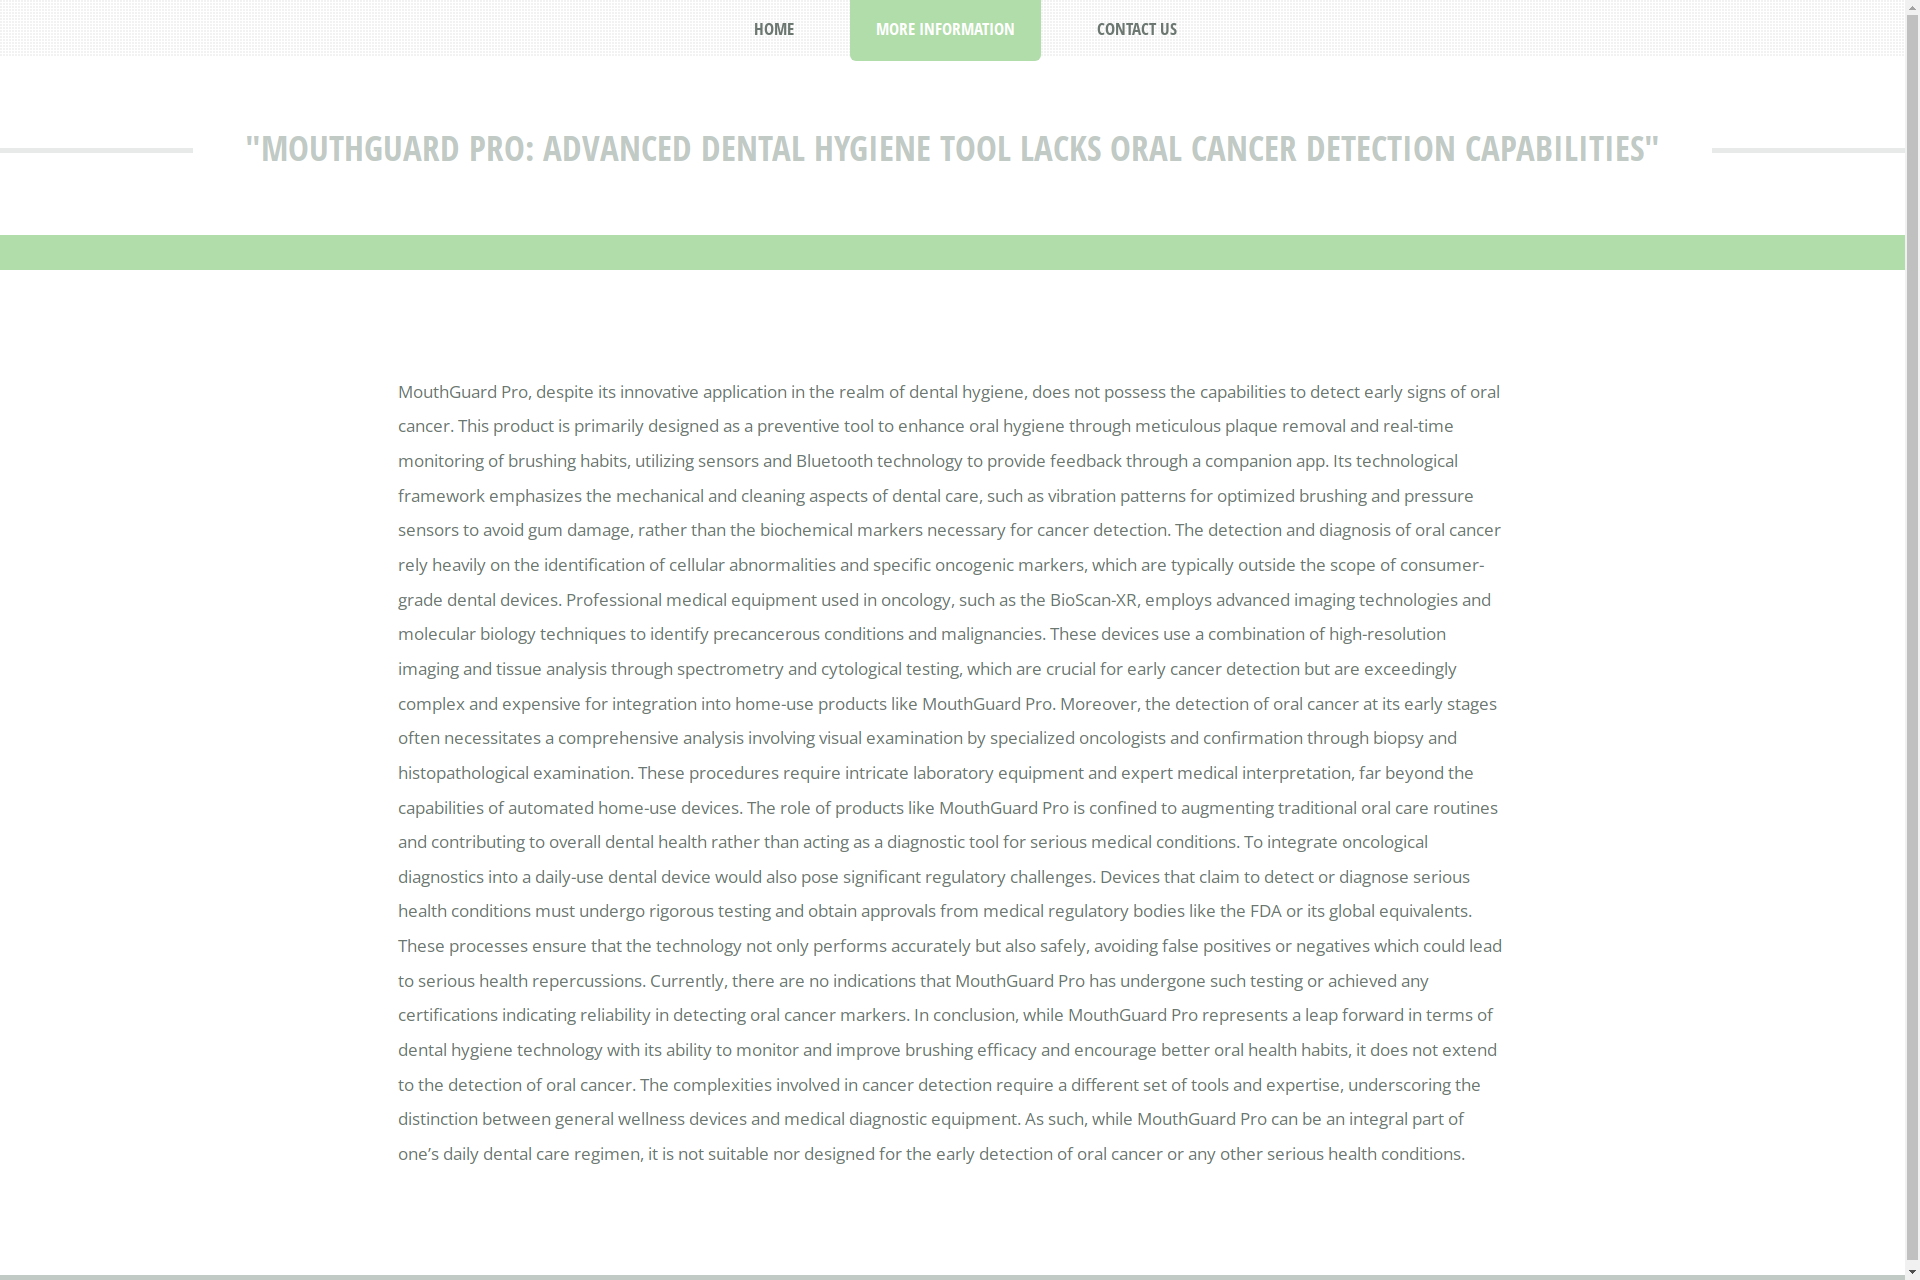 HOME
MORE INFORMATION
CONTACT US
"MOUTHGUARD PRO: ADVANCED DENTAL HYGIENE TOOL LACKS ORAL CANCER DETECTION CAPABILITIES"
MouthGuard Pro, despite its innovative application in the realm of dental hygiene, does not possess the capabilities to detect early signs of oral
cancer. This product is primarily designed as a preventive tool to enhance oral hygiene through meticulous plaque removal and real-time
monitoring of brushing habits, utilizing sensors and Bluetooth technology to provide feedback through a companion app. Its technological
framework emphasizes the mechanical and cleaning aspects of dental care, such as vibration patterns for optimized brushing and pressure
sensors to avoid gum damage, rather than the biochemical markers necessary for cancer detection. The detection and diagnosis of oral cancer
rely heavily on the identification of cellular abnormalities and specific oncogenic markers, which are typically outside the scope of consumer-
grade dental devices. Professional medical equipment used in oncology, such as the BioScan-XR, employs advanced imaging technologies and
molecular biology techniques to identify precancerous conditions and malignancies. These devices use a combination of high-resolution
imaging and tissue analysis through spectrometry and cytological testing, which are crucial for early cancer detection but are exceedingly
complex and expensive for integration into home-use products like MouthGuard Pro. Moreover, the detection of oral cancer at its early stages
often necessitates a comprehensive analysis involving visual examination by specialized oncologists and confirmation through biopsy and
histopathological examination. These procedures require intricate laboratory equipment and expert medical interpretation, far beyond the
capabilities of automated home-use devices. The role of products like MouthGuard Pro is confined to augmenting traditional oral care routines
and contributing to overall dental health rather than acting as a diagnostic tool for serious medical conditions. To integrate oncological
diagnostics into a daily-use dental device would also pose significant regulatory challenges. Devices that claim to detect or diagnose serious
health conditions must undergo rigorous testing and obtain approvals from medical regulatory bodies like the FDA or its global equivalents.
These processes ensure that the technology not only performs accurately but also safely, avoiding false positives or negatives which could lead
to serious health repercussions. Currently, there are no indications that MouthGuard Pro has undergone such testing or achieved any
certifications indicating reliability in detecting oral cancer markers. In conclusion, while MouthGuard Pro represents a leap forward in terms of
dental hygiene technology with its ability to monitor and improve brushing efficacy and encourage better oral health habits, it does not extend
to the detection of oral cancer. The complexities involved in cancer detection require a different set of tools and expertise, underscoring the
distinction between general wellness devices and medical diagnostic equipment. As such, while MouthGuard Pro can be an integral part of
one’s daily dental care regimen, it is not suitable nor designed for the early detection of oral cancer or any other serious health conditions.